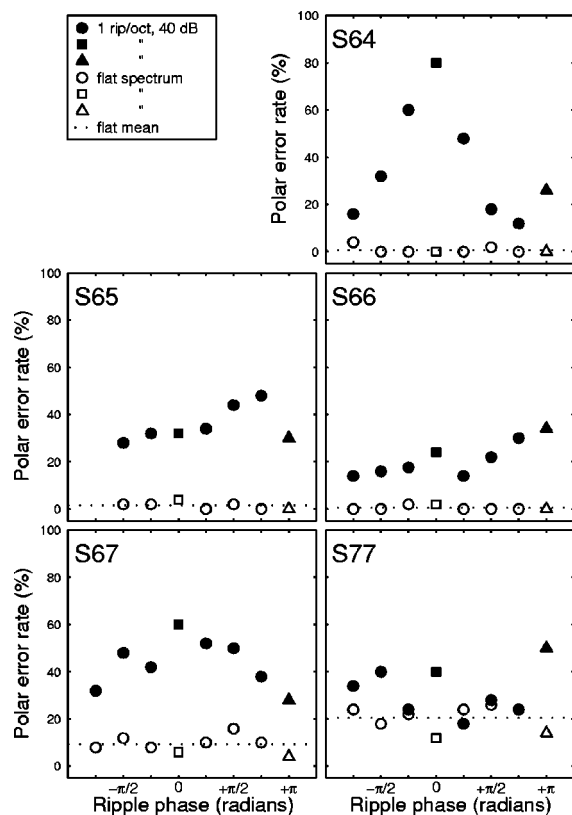 1 rip/oct, 40 dB
"
"
flat spectrum
"
"
flat mean
S64
Polar error rate (%)
100
80
60
40
20
0
S65
Polar error rate (%)
100
80
60
40
20
0
S66
S67
Polar error rate (%)
100
80
60
40
20
0
−π/2 0 +π/2 +π
Ripple phase (radians)
S77
−π/2 0 +π/2 +π
Ripple phase (radians)